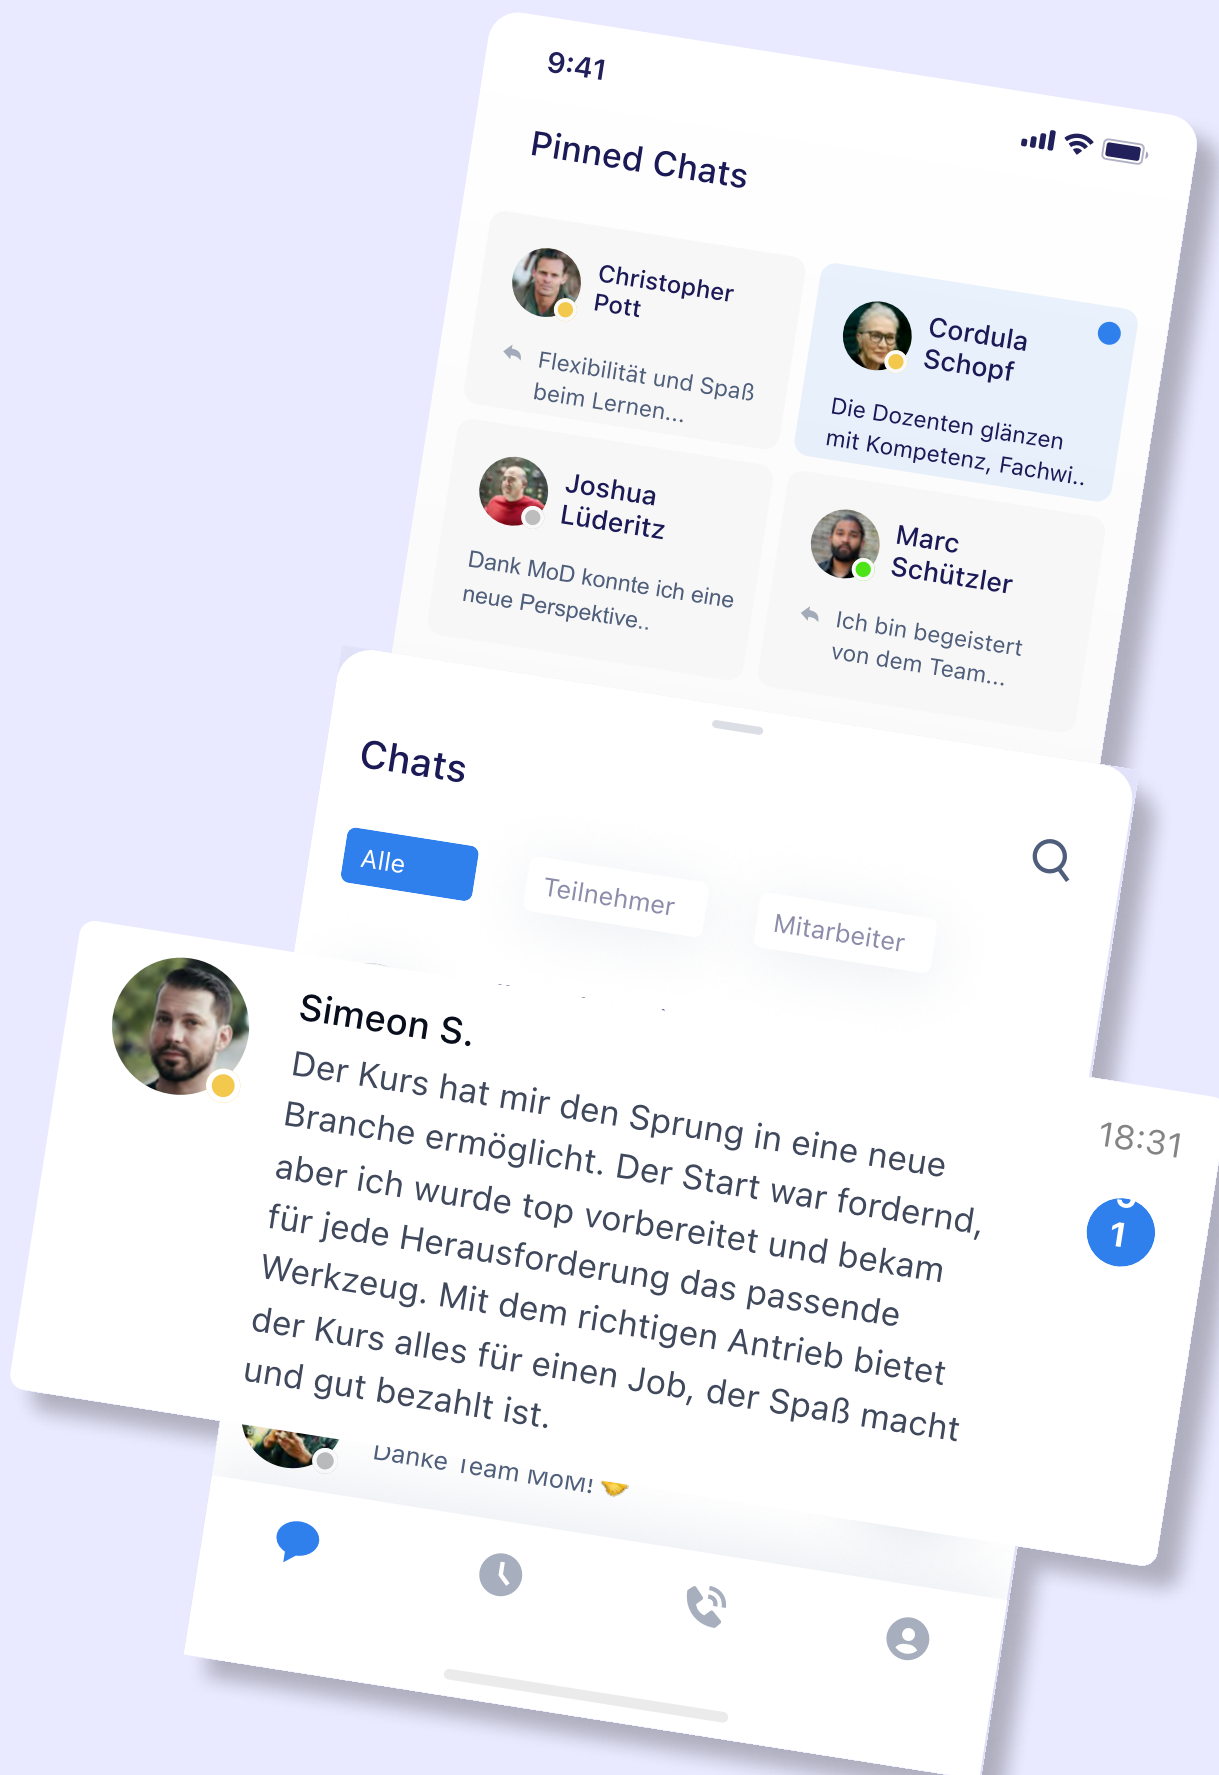 9:41
Pinned Chats
Christopher
Pott
Flexibilität und Spaß
beim Lernen...
Cordula
Schopf
Die Dozenten glänzen
mit Kompetenz, Fachwi..
Joshua
Lüderitz
Dank MoD konnte ich eine
neue Perspektive..
Marc
Schützler
Ich bin begeistert
von dem Team...
Chats
Alle
Teilnehmer
Mitarbeiter
Simeon S.
18:31
1
Der Kurs hat mir den Sprung in eine neue
Branche ermöglicht. Der Start war fordernd,
aber ich wurde top vorbereitet und bekam
für jede Herausforderung das passende
Werkzeug. Mit dem richtigen Antrieb bietet
der Kurs alles für einen Job, der Spaß macht
und gut bezahlt ist.
Danke Team MoM! 🤝